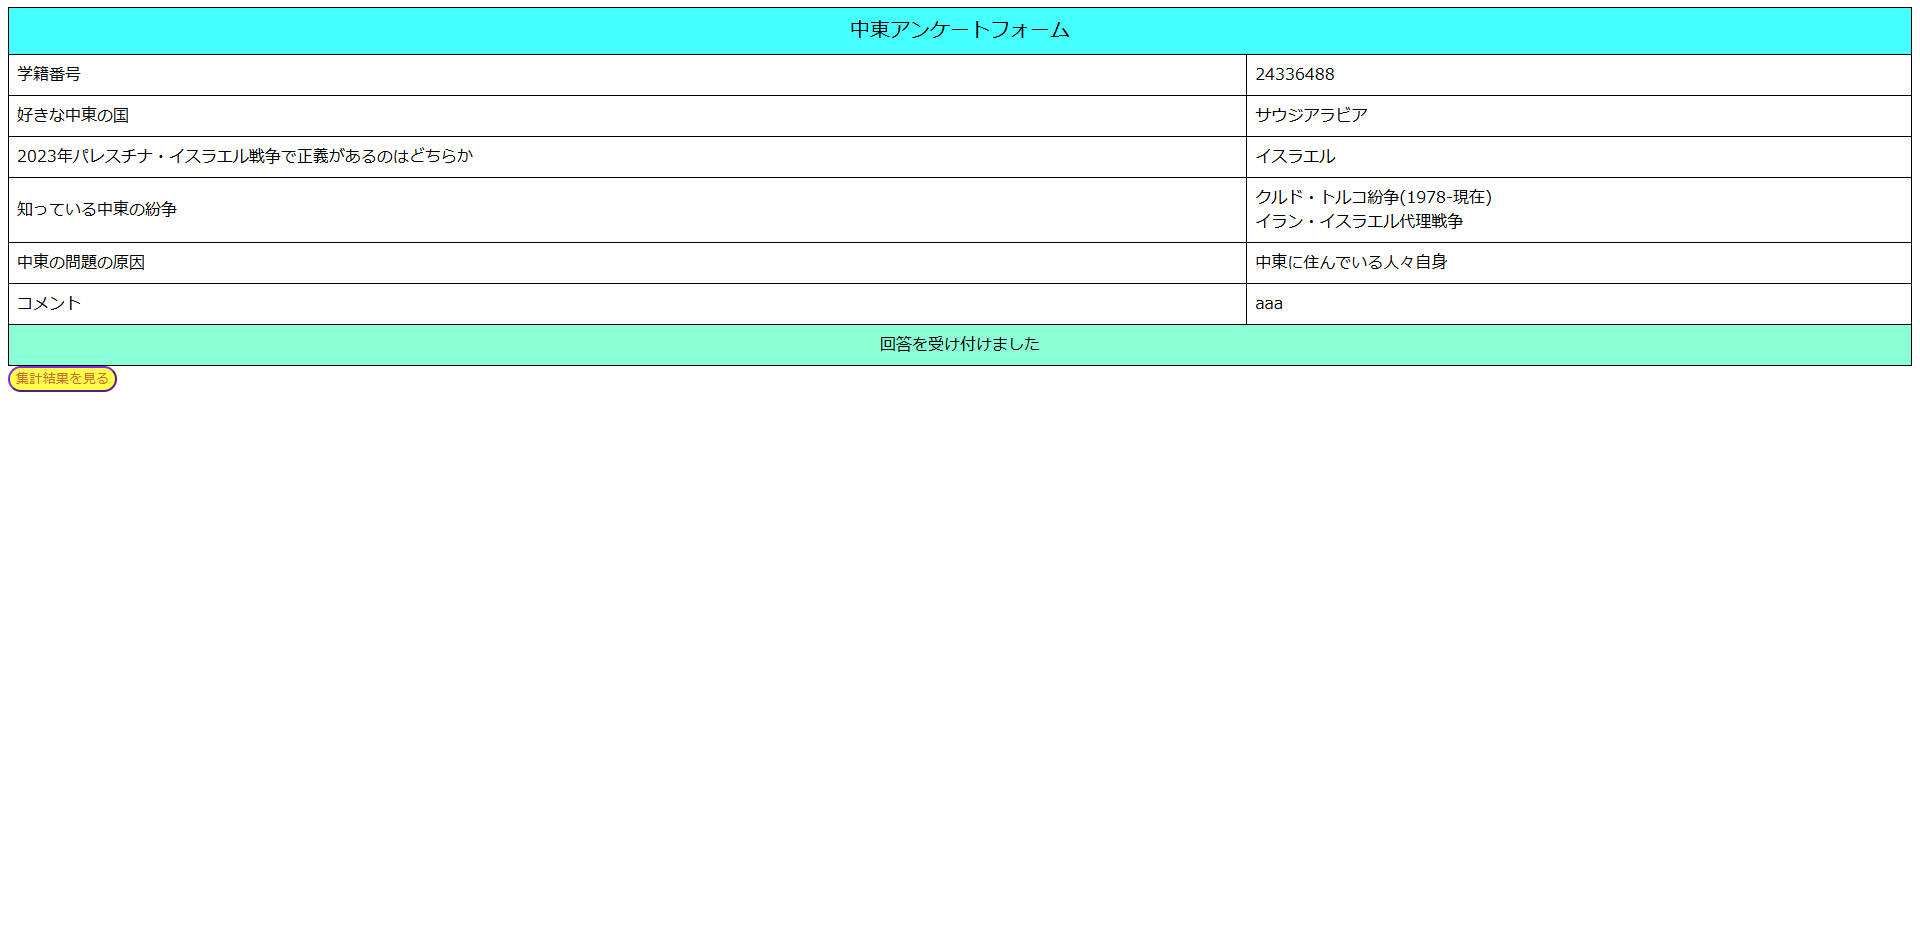 中東アンケートフォーム
学籍番号 24336488
好きな中東の国 サウジアラビア
2023年パレスチナ・イスラエル戦争で正義があるのはどちらか イスラエル
知っている中東の紛争 クルド・トルコ紛争(1978-現在)
イラン・イスラエル代理戦争
中東の問題の原因 中東に住んでいる人々自身
コメント aaa
回答を受け付けました
集計結果を見る